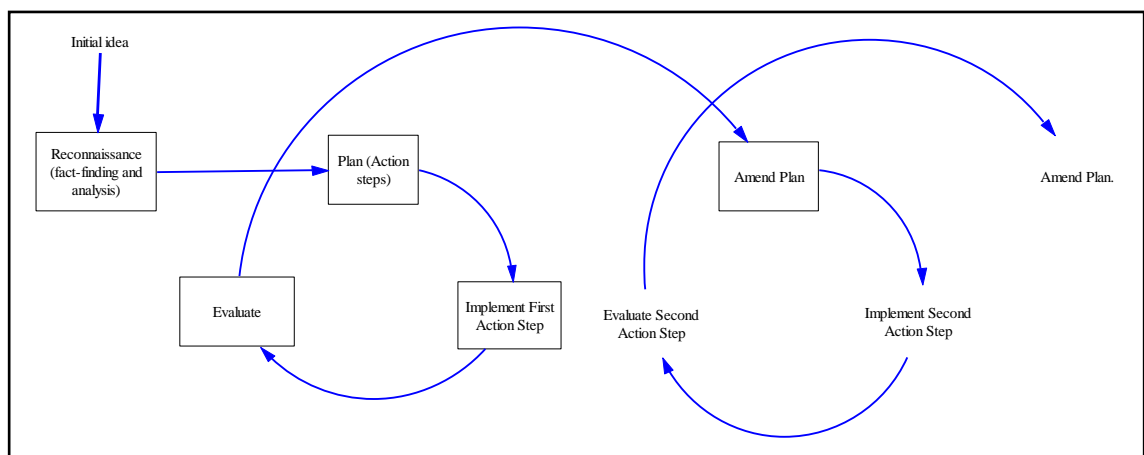 Initial idea
Reconnaissance
(fact-finding and
analysis)
Plan (Action
steps)
Implement First
Action Step
Evaluate
Amend Plan
Implement Second
Action Step
Evaluate Second
Action Step
Amend Plan.